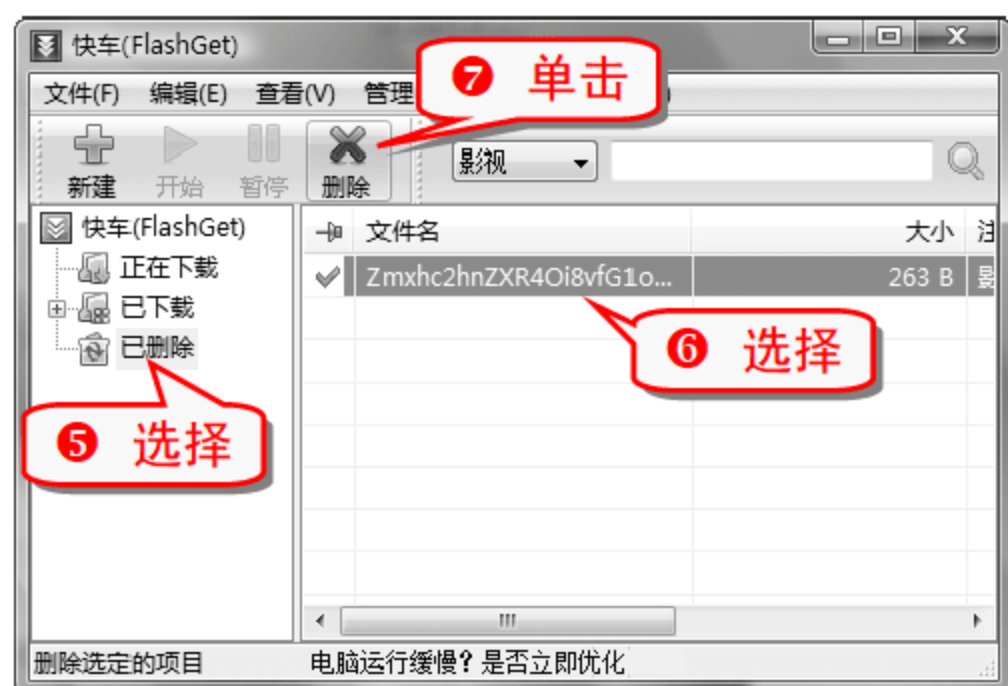 快车(FlashGet)
文件(F) 编辑(E) 查看(V) 管理
❼ 单击
新建 开始 暂停 删除
影视
快车(FlashGet)
正在下载
已下载
已删除
❺ 选择
文件名 大小 注
Zmxhc2hnZXR4Oi8vfG1o... 263 B 影
❻ 选择
删除选定的项目 电脑运行缓慢?是否立即优化